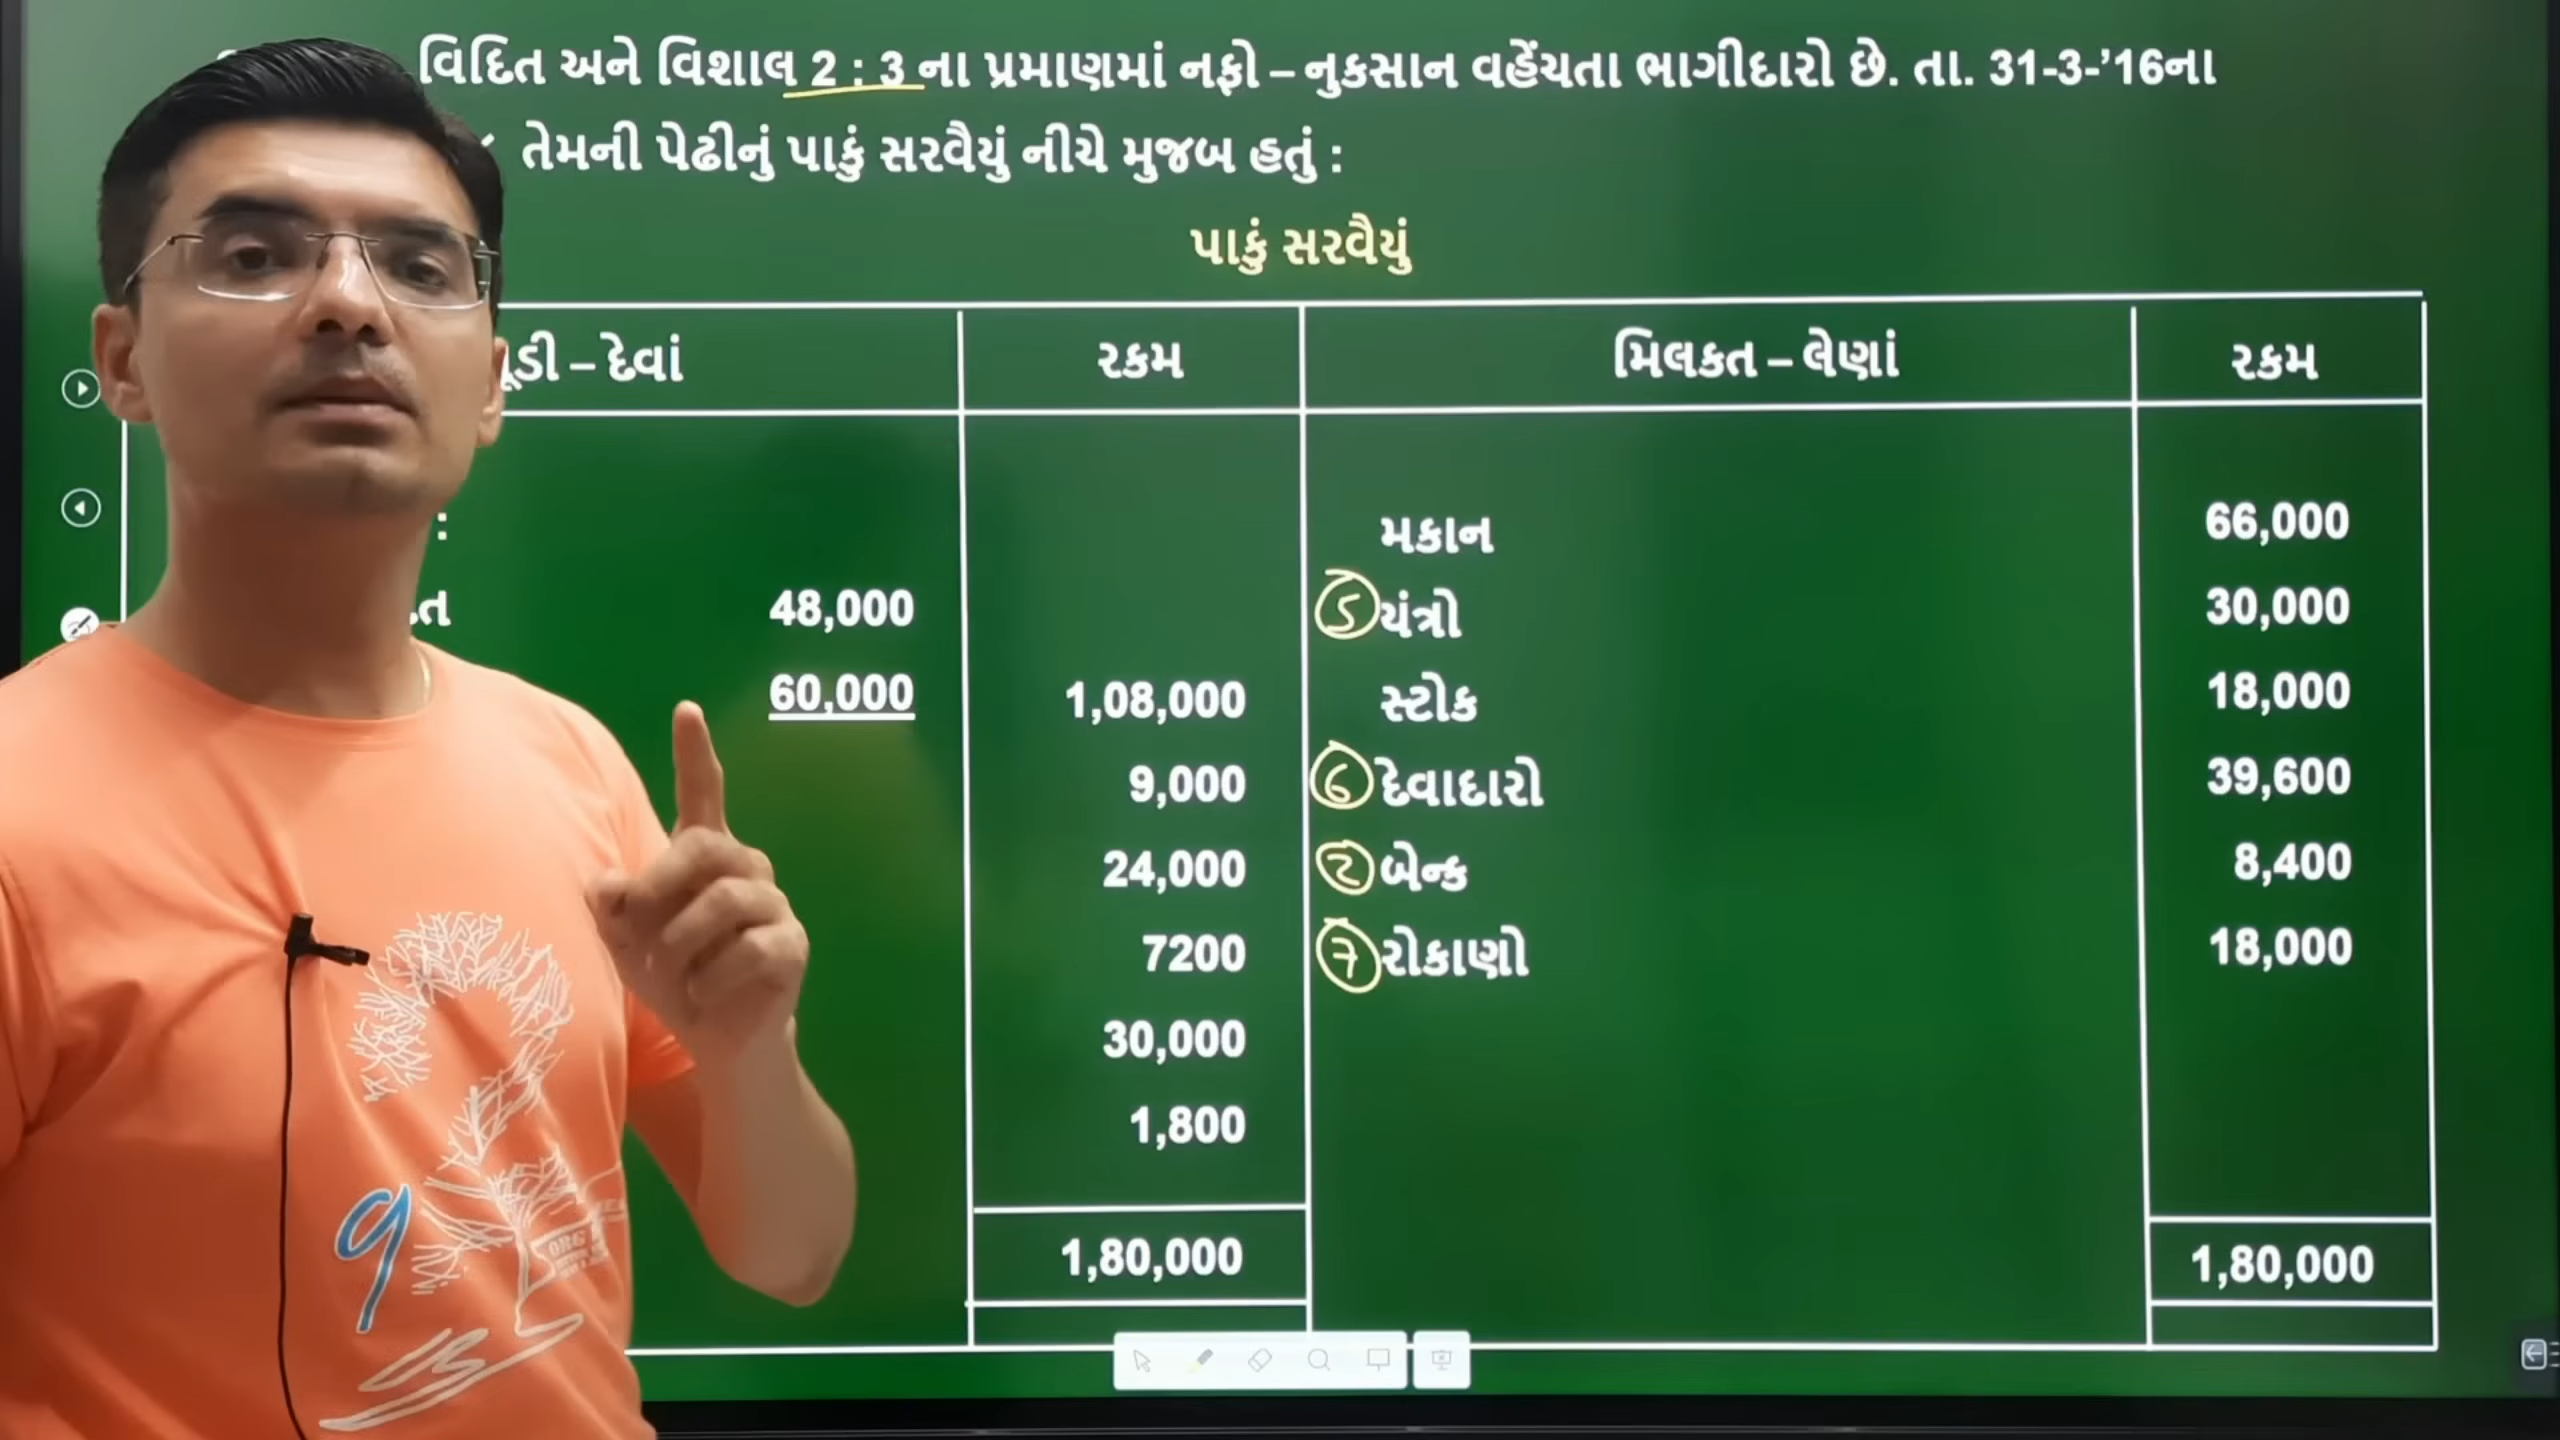 વિદિત અને વિશાલ 2 : 3 ના પ્રમાણમાં નફો – નુકસાન વહેંચતા ભાગીદારો છે. તા. 31-3-’16ના
તેમની પેઢીનું પાકું સરવૈયું નીચે મુજબ હતું :
પાકું સરવૈયું
દેવાં રકમ મિલકત – લેણાં રકમ
: મકાન 66,000
48,000 5 યંત્રો 30,000
60,000 1,08,000 સ્ટોક 18,000
9,000 6 દેવાદારો 39,600
24,000 2 બેન્ક 8,400
7200 7 રોકાણો 18,000
30,000
1,800
1,80,000 1,80,000
9